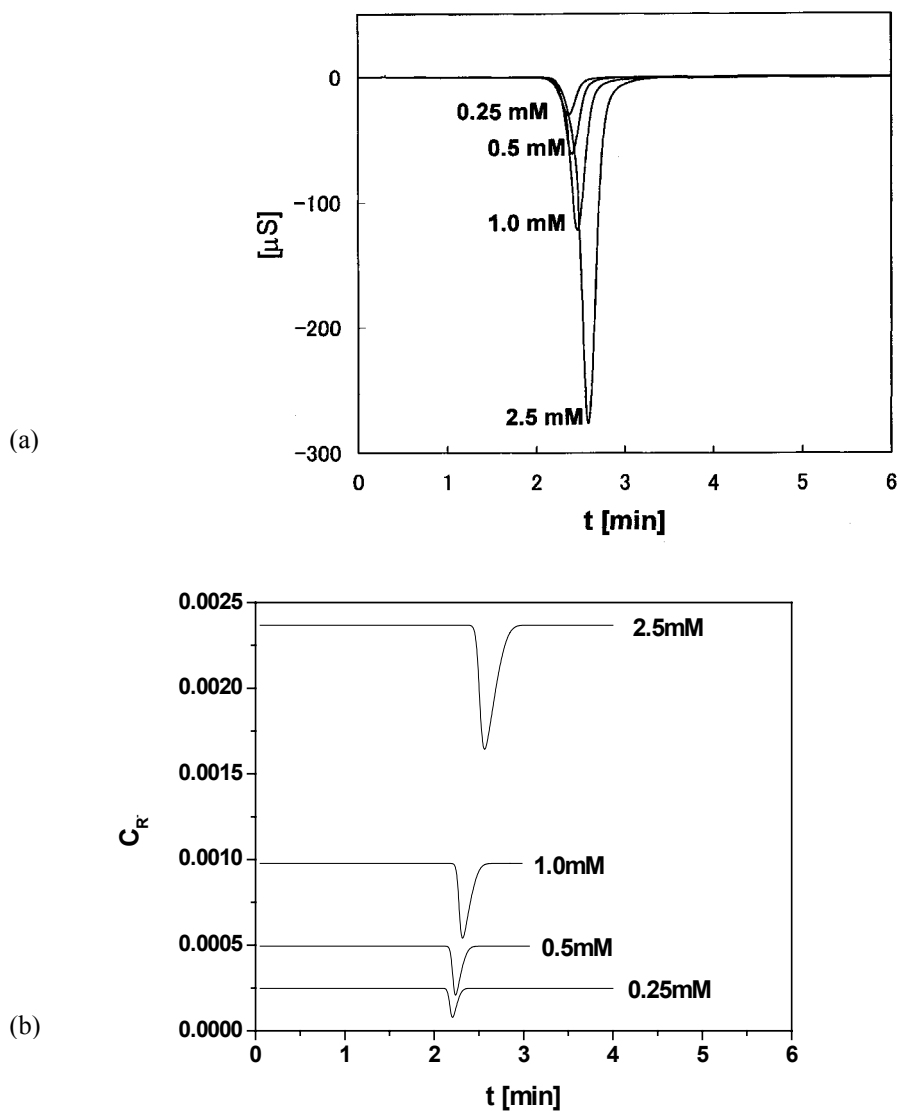 0
0.25 mM
0.5 mM
−100
1.0 mM
[μS]
−200
2.5 mM
(a)
−300
0 1 2 3 4 5 6
t [min]
0.0025
2.5mM
0.0020
0.0015
C_R-
0.0010
1.0mM
0.0005
0.5mM
0.25mM
(b)
0.0000
0 1 2 3 4 5 6
t [min]